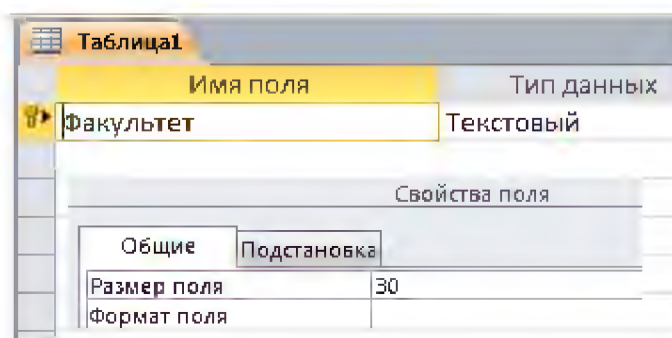 Таблица1
Имя поля Тип данных
Факультет Текстовый
Свойства поля
Общие Подстановка
Размер поля 30
Формат поля